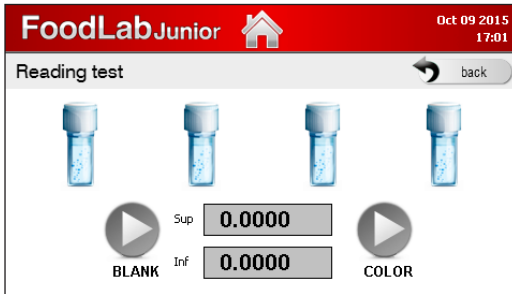 FoodLab Junior
Oct 09 2015
17:01
Reading test
back
Sup 0.0000
Inf 0.0000
BLANK
COLOR